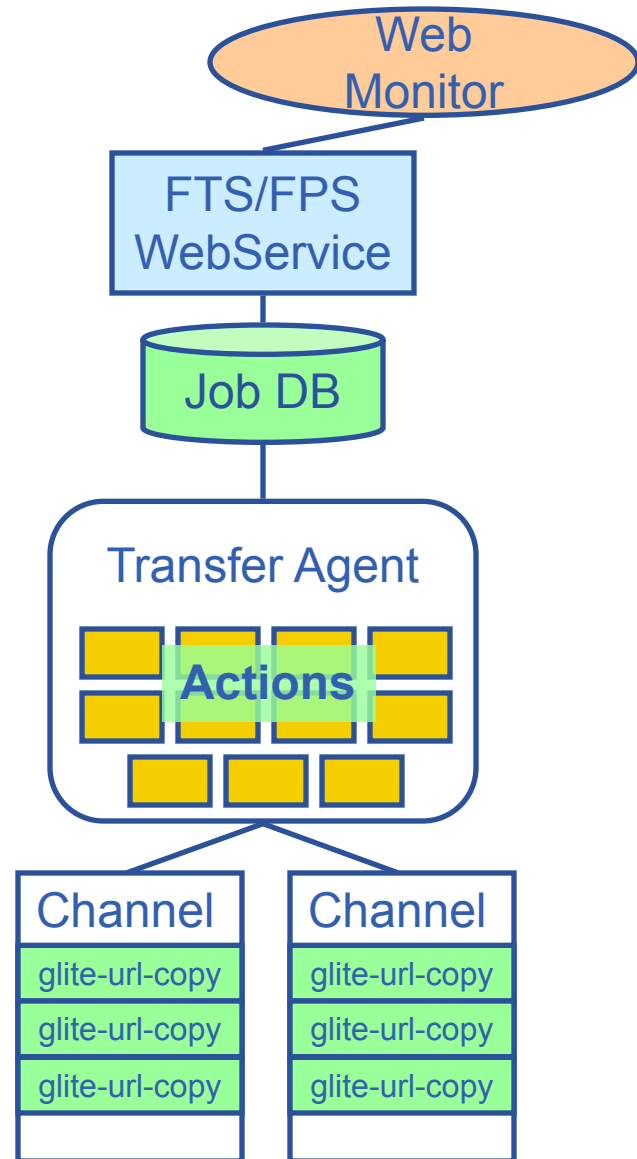 Web
Monitor
FTS/FPS
WebService
Job DB
Transfer Agent
Actions
Channel
glite-url-copy
glite-url-copy
glite-url-copy
Channel
glite-url-copy
glite-url-copy
glite-url-copy